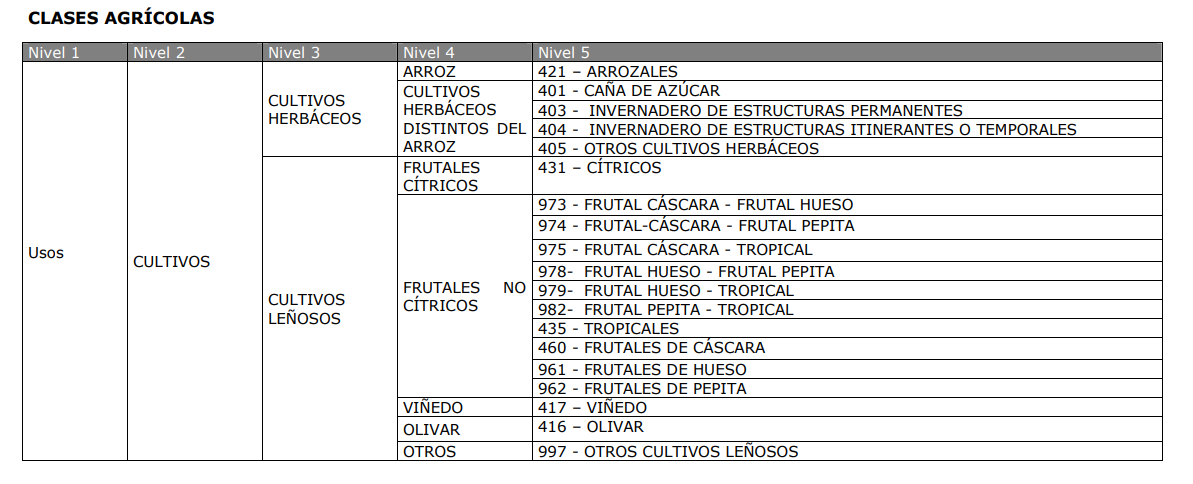 CLASES AGRÍCOLAS
Nivel 1 Nivel 2 Nivel 3 Nivel 4 Nivel 5
Usos
CULTIVOS
CULTIVOS
HERBÁCEOS
ARROZ
421 – ARROZALES
CULTIVOS
HERBÁCEOS
DISTINTOS DEL
ARROZ
401 - CAÑA DE AZÚCAR
403 - INVERNADERO DE ESTRUCTURAS PERMANENTES
404 - INVERNADERO DE ESTRUCTURAS ITINERANTES O TEMPORALES
405 - OTROS CULTIVOS HERBÁCEOS
CULTIVOS
LEÑOSOS
FRUTALES
CÍTRICOS
431 – CÍTRICOS
FRUTALES NO
CÍTRICOS
973 - FRUTAL CÁSCARA - FRUTAL HUESO
974 - FRUTAL-CÁSCARA - FRUTAL PEPITA
975 - FRUTAL CÁSCARA - TROPICAL
978- FRUTAL HUESO - FRUTAL PEPITA
979- FRUTAL HUESO - TROPICAL
982- FRUTAL PEPITA - TROPICAL
435 - TROPICALES
460 - FRUTALES DE CÁSCARA
961 - FRUTALES DE HUESO
962 - FRUTALES DE PEPITA
VIÑEDO
417 – VIÑEDO
OLIVAR
416 – OLIVAR
OTROS
997 - OTROS CULTIVOS LEÑOSOS